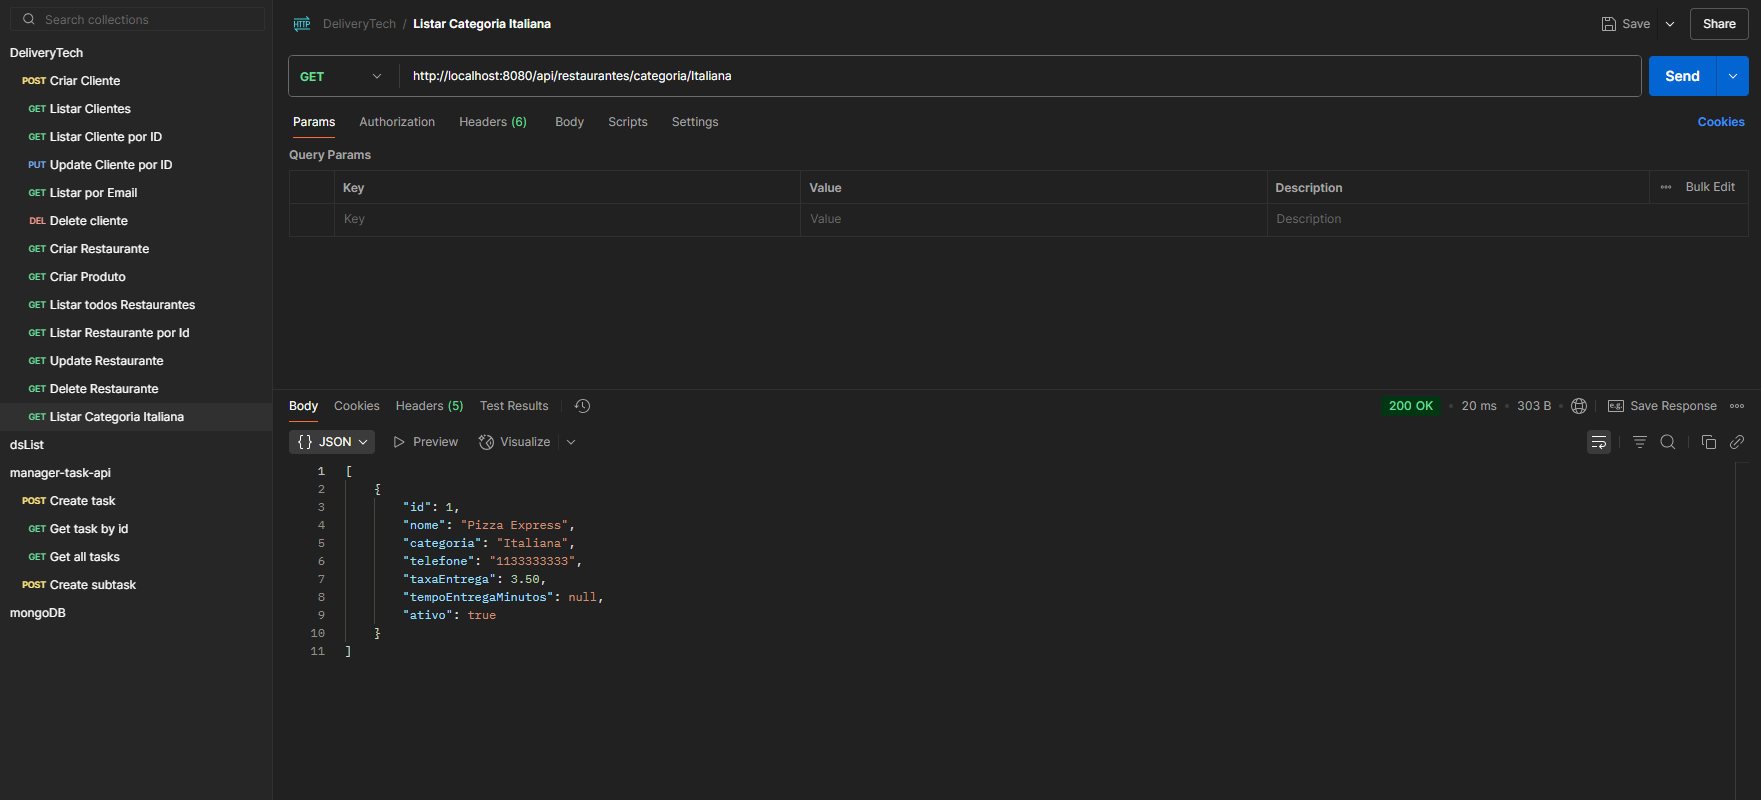 Search collections
DeliveryTech
POST Criar Cliente
GET Listar Clientes
GET Listar Cliente por ID
PUT Update Cliente por ID
GET Listar por Email
DEL Delete cliente
GET Criar Restaurante
GET Criar Produto
GET Listar todos Restaurantes
GET Listar Restaurante por Id
GET Update Restaurante
GET Delete Restaurante
GET Listar Categoria Italiana
dsList
manager-task-api
POST Create task
GET Get task by id
GET Get all tasks
POST Create subtask
mongoDB
HTTP DeliveryTech / Listar Categoria Italiana Save Share
GET http://localhost:8080/api/restaurantes/categoria/Italiana Send
Params Authorization Headers (6) Body Scripts Settings Cookies
Query Params
Key Value Description Bulk Edit
Key Value Description
Body Cookies Headers (5) Test Results 200 OK • 20 ms • 303 B • e.g. Save Response
{} JSON Preview Visualize
1 [
2 {
3 "id": 1,
4 "nome": "Pizza Express",
5 "categoria": "Italiana",
6 "telefone": "1133333333",
7 "taxaEntrega": 3.50,
8 "tempoEntregaMinutos": null,
9 "ativo": true
10 }
11 ]